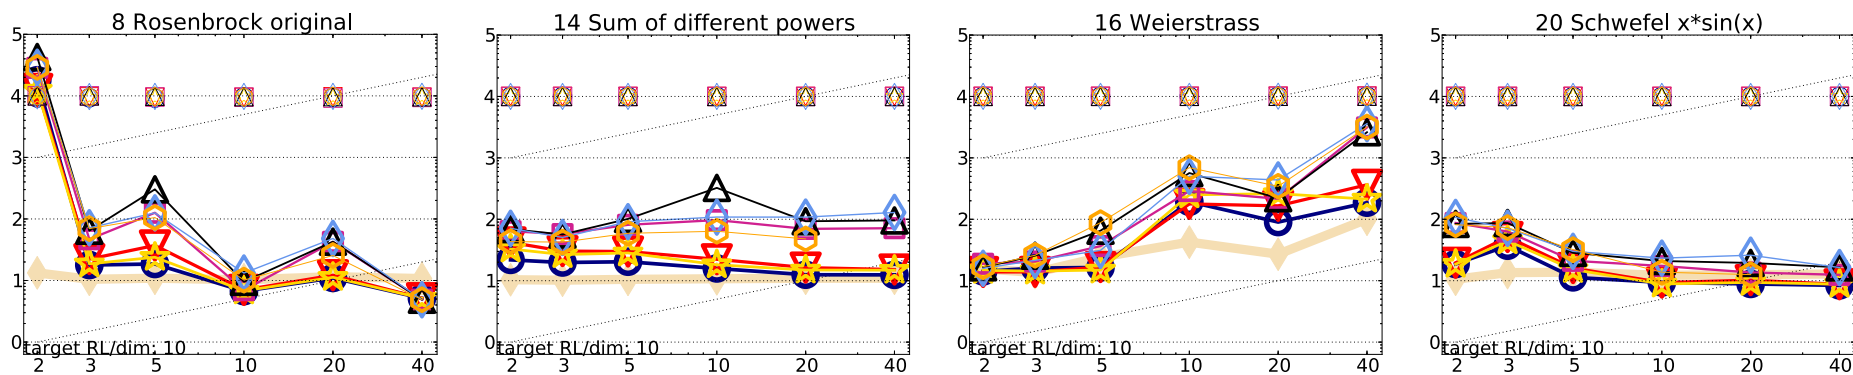 8 Rosenbrock original
5
4
3
2
1
0
target RL/dim: 10
2 3 5 10 20 40
14 Sum of different powers
5
4
3
2
1
0
target RL/dim: 10
2 3 5 10 20 40
16 Weierstrass
5
4
3
2
1
0
target RL/dim: 10
2 3 5 10 20 40
20 Schwefel x*sin(x)
5
4
3
2
1
0
target RL/dim: 10
2 3 5 10 20 40